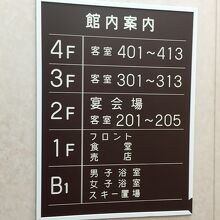 館内案内
4F 客室 401～413
3F 客室 301～313
2F 宴会場
客室 201～205
1F フロント
食堂
売店
B1 男子浴室
女子浴室
スキー置場